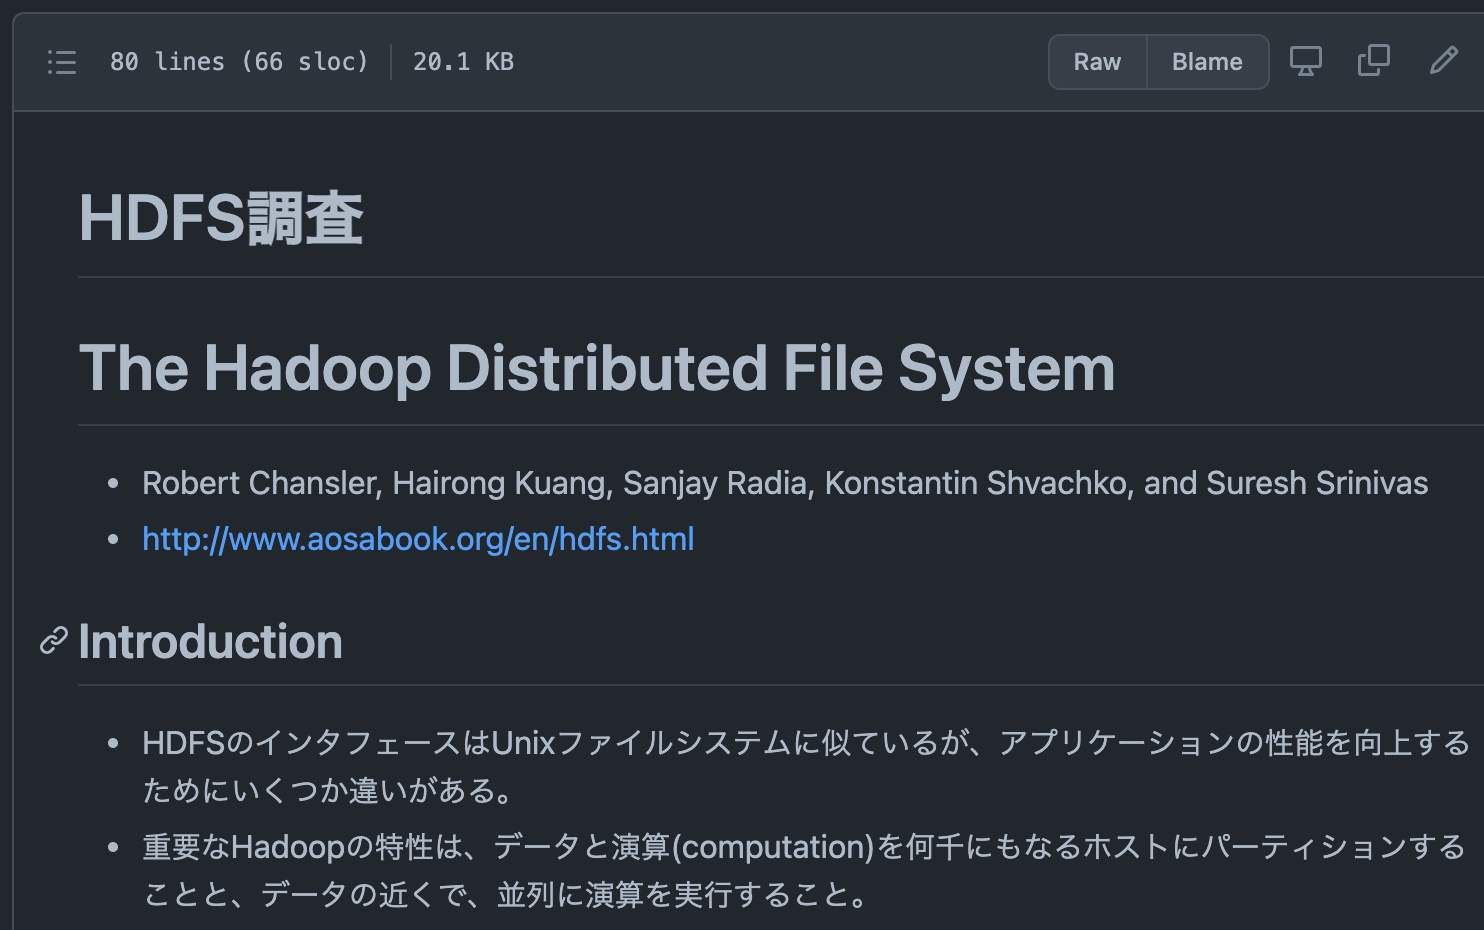 80 lines (66 sloc) 20.1 KB Raw Blame
HDFS調査
The Hadoop Distributed File System
Robert Chansler, Hairong Kuang, Sanjay Radia, Konstantin Shvachko, and Suresh Srinivas
http://www.aosabook.org/en/hdfs.html
Introduction
HDFSのインタフェースはUnixファイルシステムに似ているが、アプリケーションの性能を向上する
ためにいくつか違いがある。
重要なHadoopの特性は、データと演算(computation)を何千にもなるホストにパーティションする
ことと、データの近くで、並列に演算を実行すること。